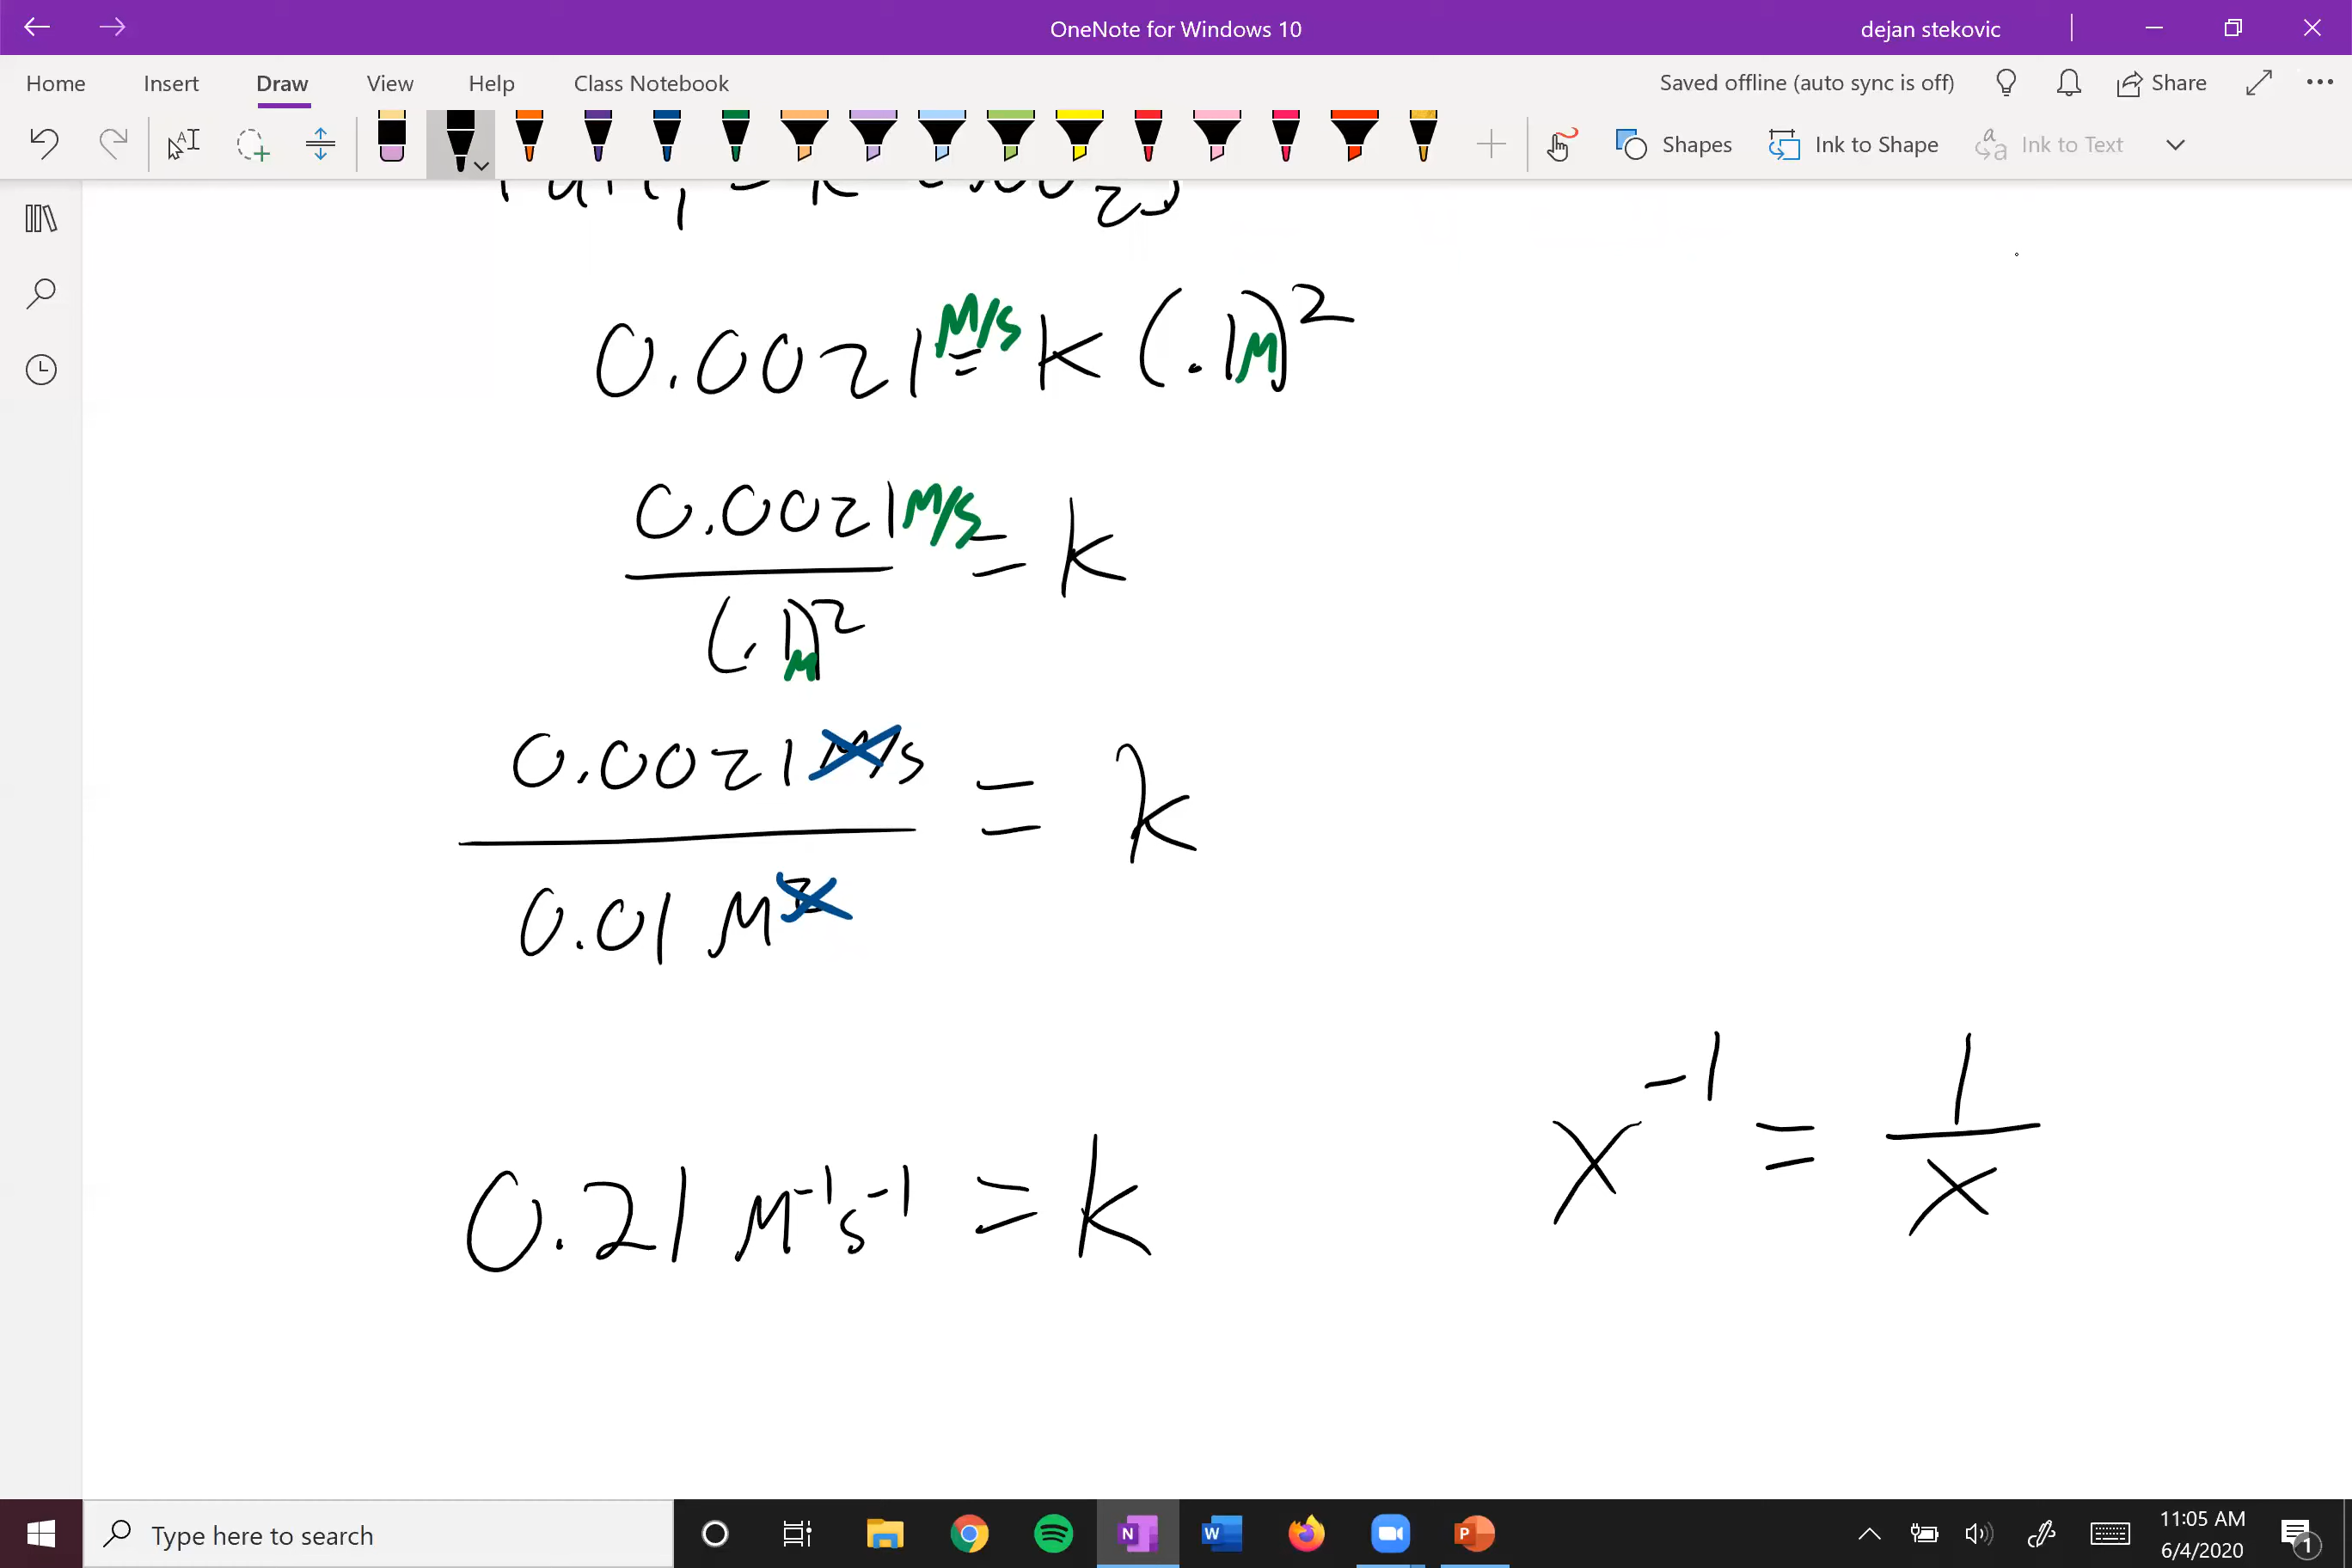 OneNote for Windows 10
dejan stekovic
Home Insert Draw View Help Class Notebook
Saved offline (auto sync is off) Share
Shapes Ink to Shape Ink to Text
0.0021 M/s = k (.1M)²
0.0021 M/s = k
(.1M)²
0.0021 M/s = k
0.01 M²
x⁻¹ = 1/x
0.21 M⁻¹s⁻¹ = k
Type here to search
11:05 AM
6/4/2020
1